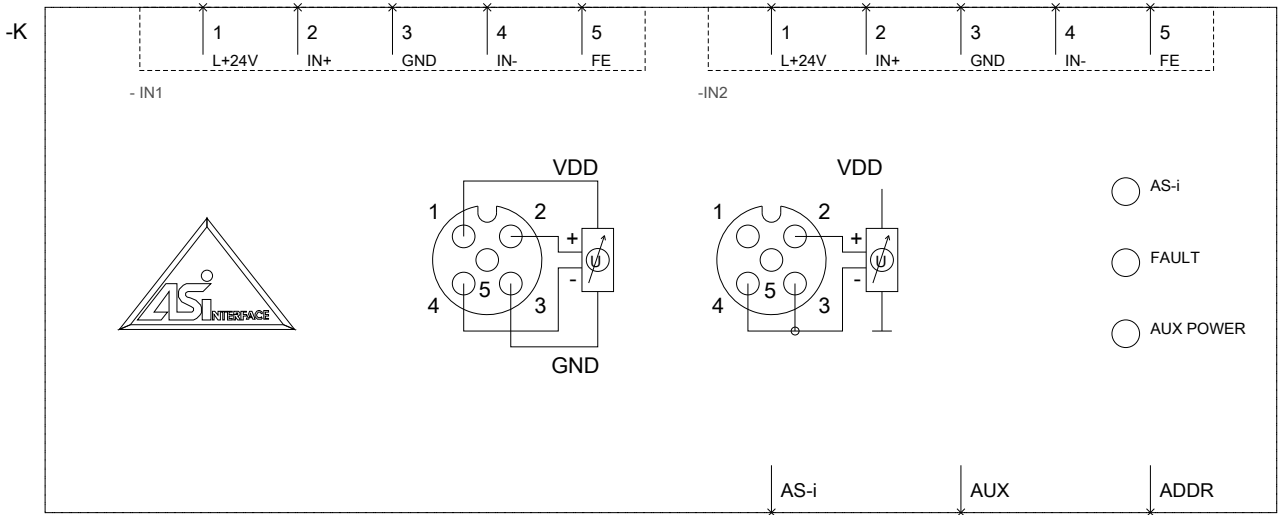 -K
1 2 3 4 5 1 2 3 4 5
L+24V IN+ GND IN- FE L+24V IN+ GND IN- FE
- IN1 -IN2
VDD VDD
AS-i
1 2 1 2
+ +
U U
FAULT
- -
5 5
4 3 4 3
ASi INTERFACE
AUX POWER
GND
AS-i AUX ADDR